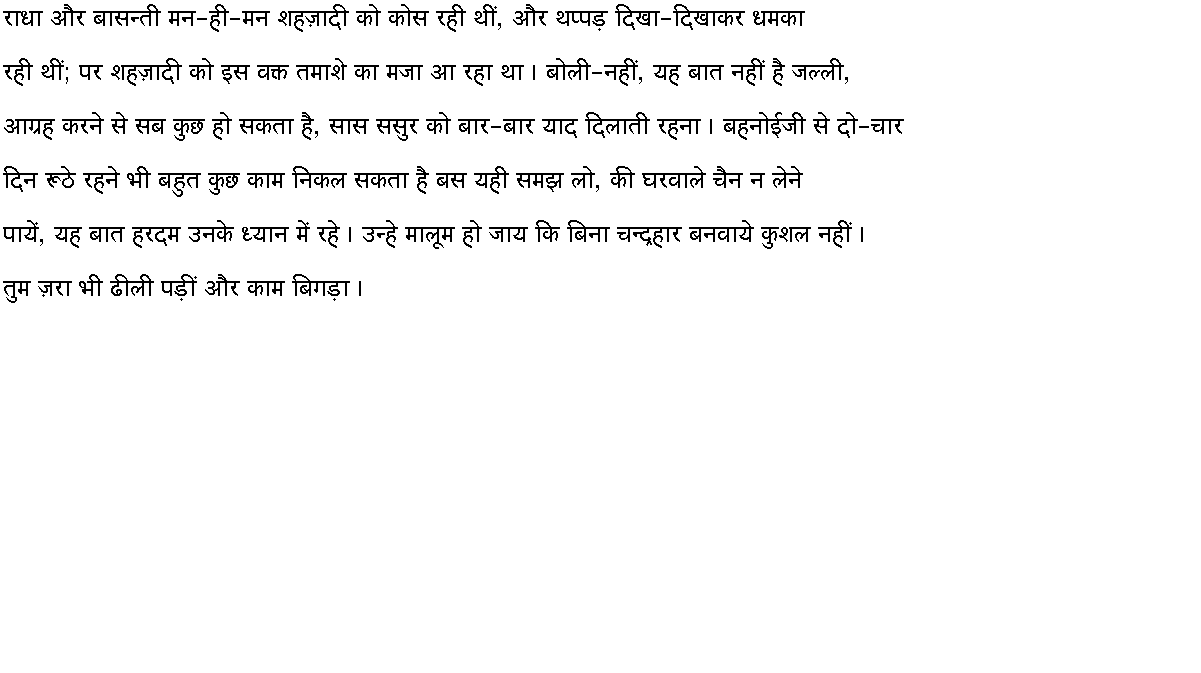 राधा और बासन्ती मन-ही-मन शहज़ादी को कोस रही थीं, और थप्पड़ दिखा-दिखाकर धमका
रही थीं; पर शहज़ादी को इस वक्त तमाशे का मजा आ रहा था । बोली-नहीं, यह बात नहीं है जल्ली,
आग्रह करने से सब कुछ हो सकता है, सास ससुर को बार-बार याद दिलाती रहना । बहनोईजी से दो-चार
दिन रूठे रहने भी बहुत कुछ काम निकल सकता है बस यही समझ लो, की घरवाले चैन न लेने
पायें, यह बात हरदम उनके ध्यान में रहे । उन्हे मालूम हो जाय कि बिना चन्द्रहार बनवाये कुशल नहीं ।
तुम ज़रा भी ढीली पड़ीं और काम बिगड़ा ।